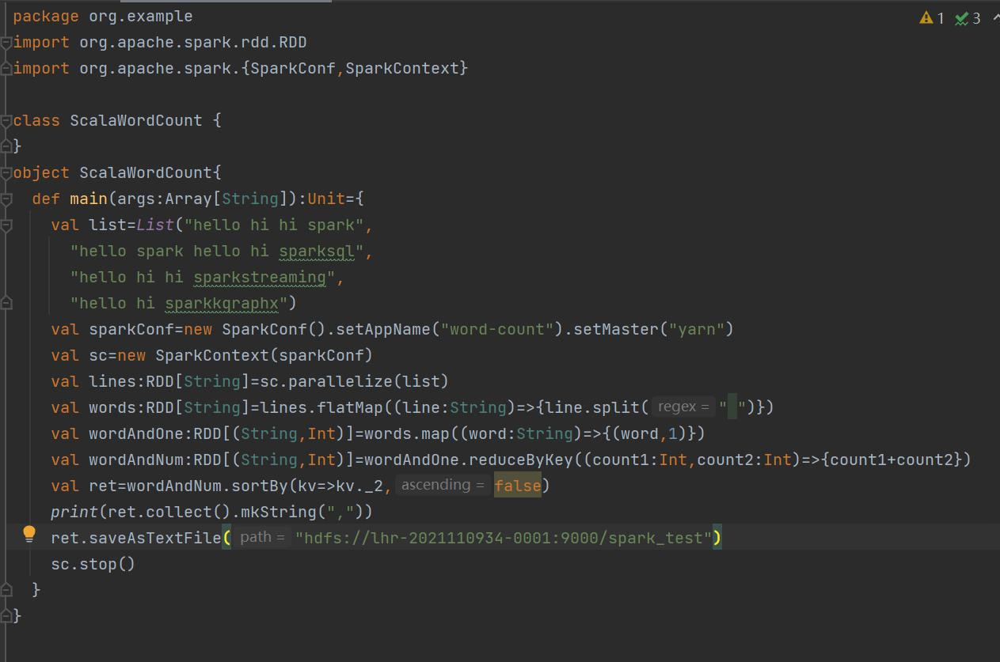 package org.example
import org.apache.spark.rdd.RDD
import org.apache.spark.{SparkConf,SparkContext}
1 3
class ScalaWordCount {
}
object ScalaWordCount{
  def main(args:Array[String]):Unit={
    val list=List("hello hi hi spark",
      "hello spark hello hi sparksql",
      "hello hi hi sparkstreaming",
      "hello hi sparkkqraphx")
    val sparkConf=new SparkConf().setAppName("word-count").setMaster("yarn")
    val sc=new SparkContext(sparkConf)
    val lines:RDD[String]=sc.parallelize(list)
    val words:RDD[String]=lines.flatMap((line:String)=>{line.split( regex = " ")})
    val wordAndOne:RDD[(String,Int)]=words.map((word:String)=>{(word,1)})
    val wordAndNum:RDD[(String,Int)]=wordAndOne.reduceByKey((count1:Int,count2:Int)=>{count1+count2})
    val ret=wordAndNum.sortBy(kv=>kv._2, ascending = false)
    print(ret.collect().mkString(","))
    ret.saveAsTextFile( path = "hdfs://lhr-2021110934-0001:9000/spark_test")
    sc.stop()
  }
}